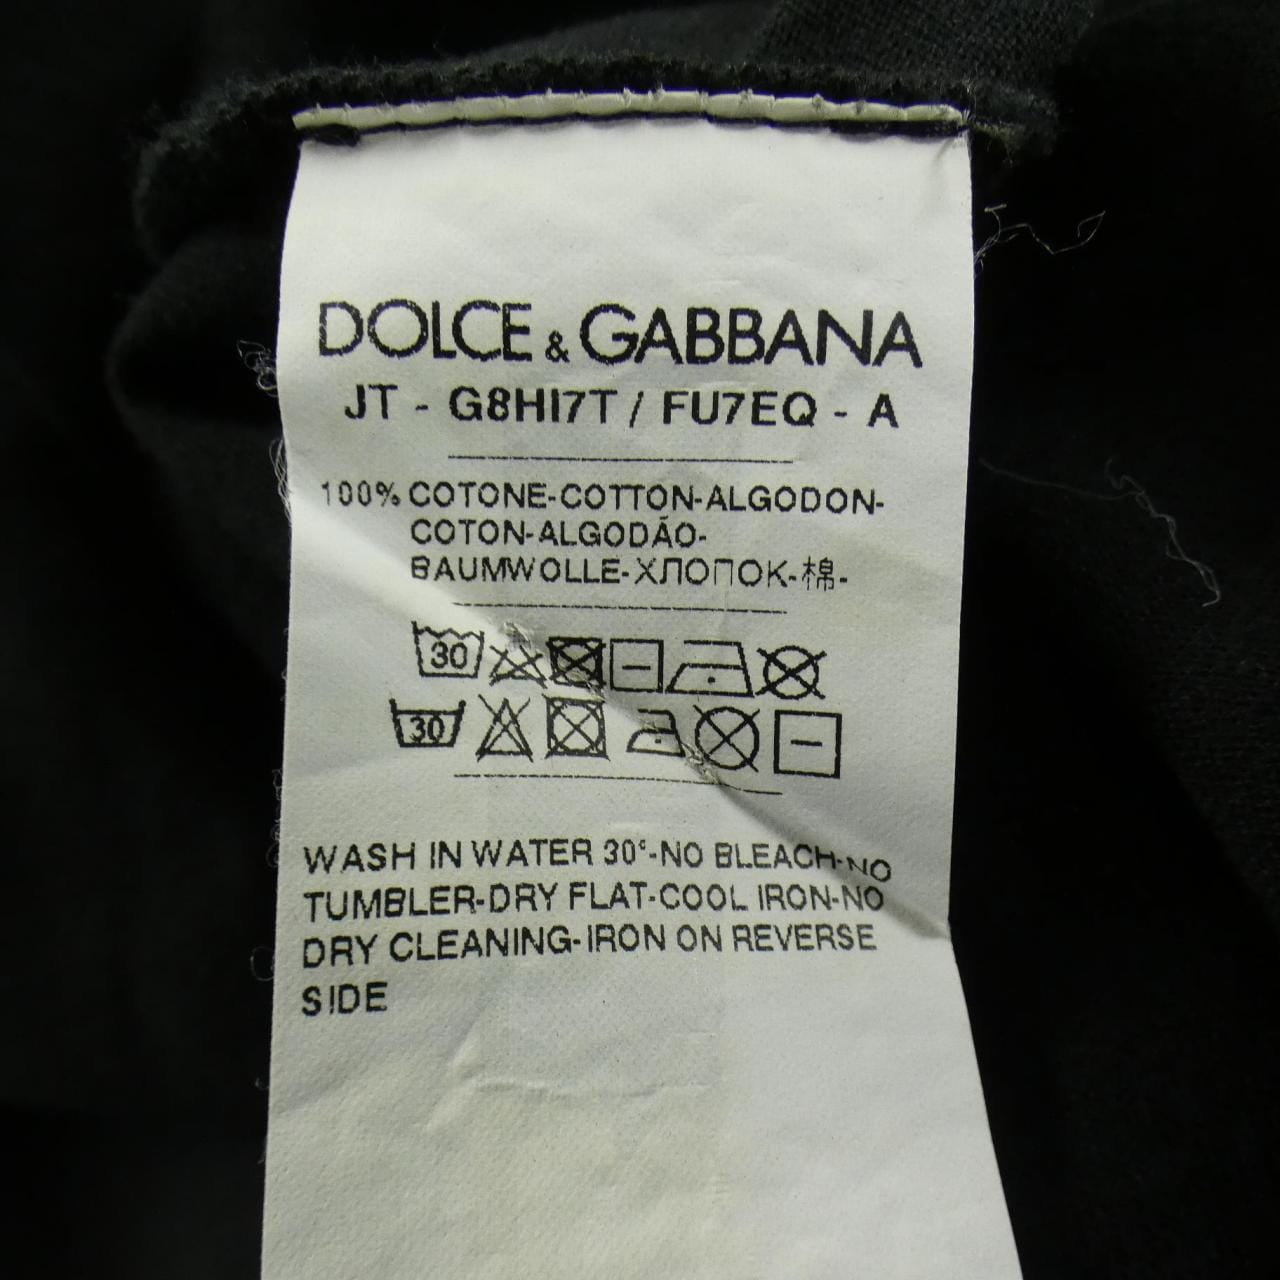 DOLCE & GABBANA
JT - G8HI7T / FU7EQ - A
100% COTONE-COTTON-ALGODON-
COTON-ALGODÃO-
BAUMWOLLE-ХЛОПОК-棉-
30
30
WASH IN WATER 30°-NO BLEACH-NO
TUMBLER-DRY FLAT-COOL IRON-NO
DRY CLEANING-IRON ON REVERSE
SIDE